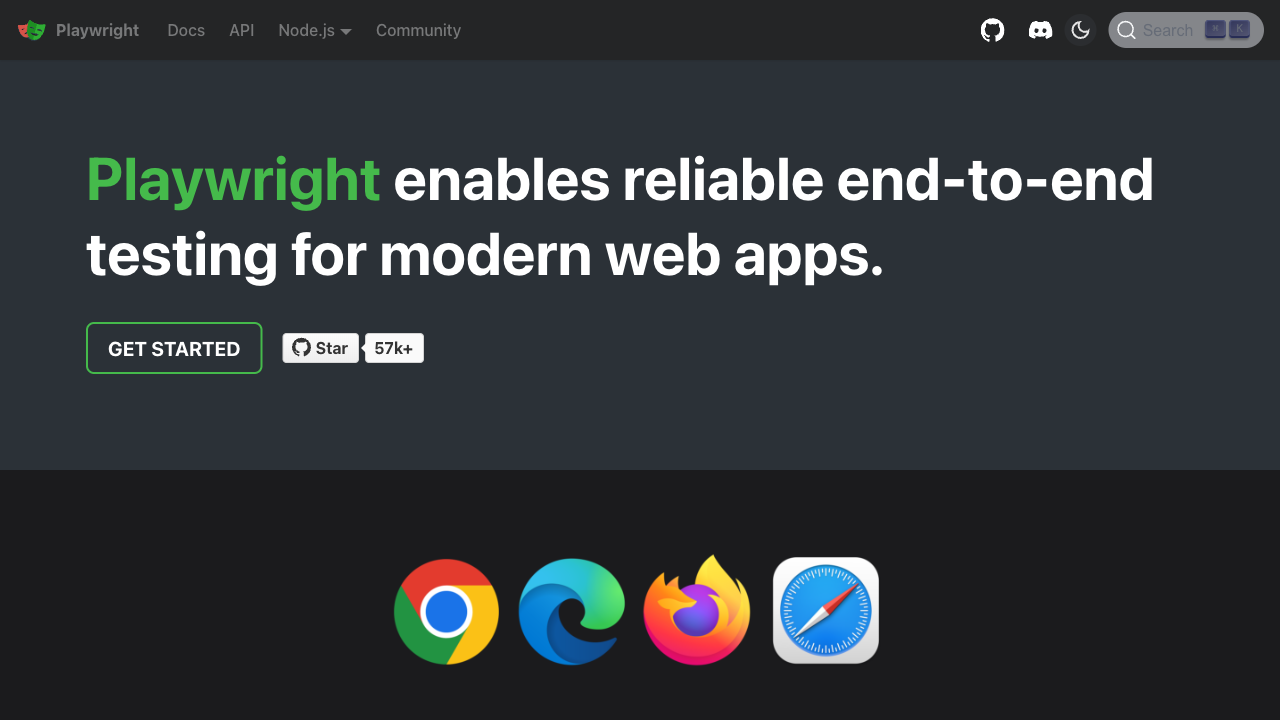 Playwright Docs API Node.js Community Search ⌘ K
Playwright enables reliable end-to-end
testing for modern web apps.
GET STARTED Star 57k+